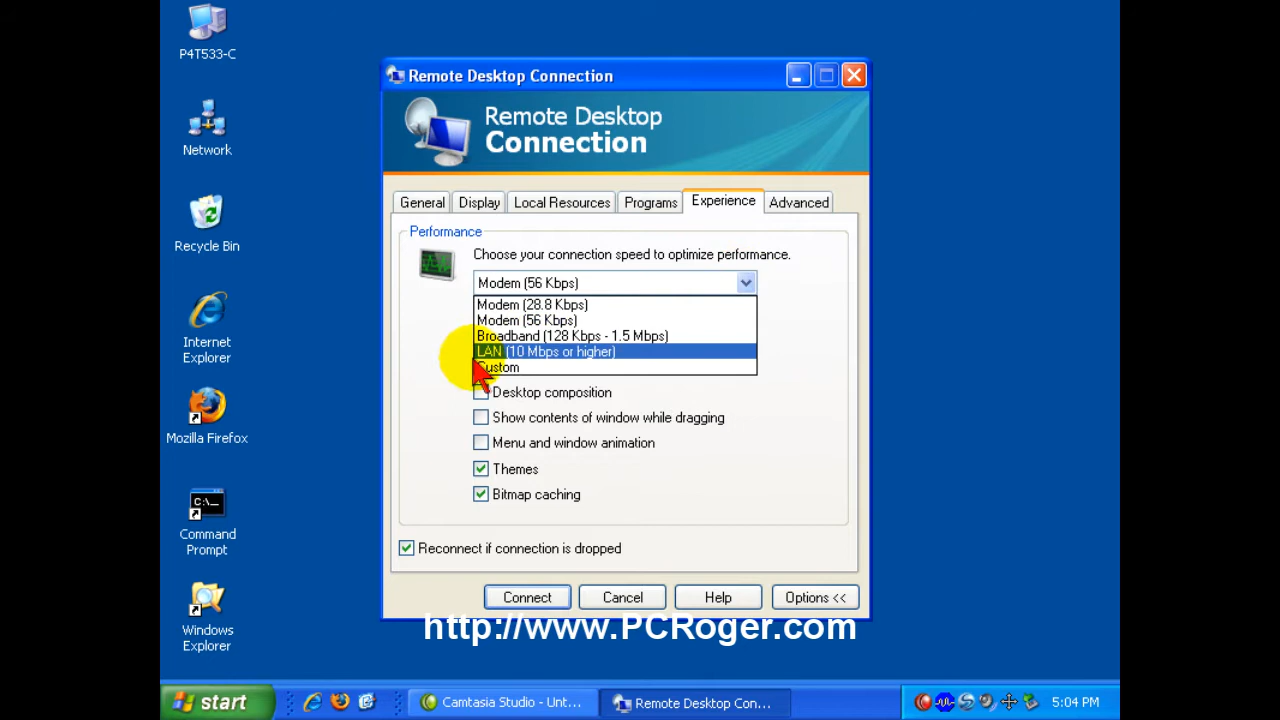 P4T533-C
Network
Recycle Bin
Internet
Explorer
Mozilla Firefox
C:\_
Command
Prompt
Windows
Explorer
Remote Desktop Connection
Remote Desktop
Connection
General Display Local Resources Programs Experience Advanced
Performance
Choose your connection speed to optimize performance.
Modem (56 Kbps)
Modem (28.8 Kbps)
Modem (56 Kbps)
Broadband (128 Kbps - 1.5 Mbps)
LAN (10 Mbps or higher)
Custom
Desktop composition
Show contents of window while dragging
Menu and window animation
Themes
Bitmap caching
Reconnect if connection is dropped
Connect Cancel Help Options <<
http://www.PCRoger.com
start Camtasia Studio - Unt... Remote Desktop Con... 5:04 PM